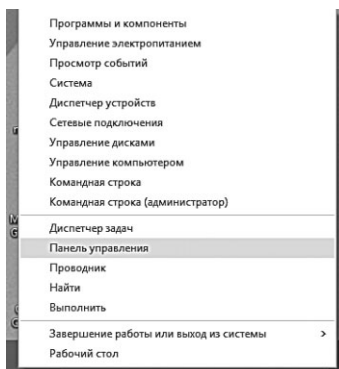 Программы и компоненты
Управление электропитанием
Просмотр событий
Система
Диспетчер устройств
Сетевые подключения
Управление дисками
Управление компьютером
Командная строка
Командная строка (администратор)
Диспетчер задач
Панель управления
Проводник
Найти
Выполнить
Завершение работы или выход из системы
Рабочий стол